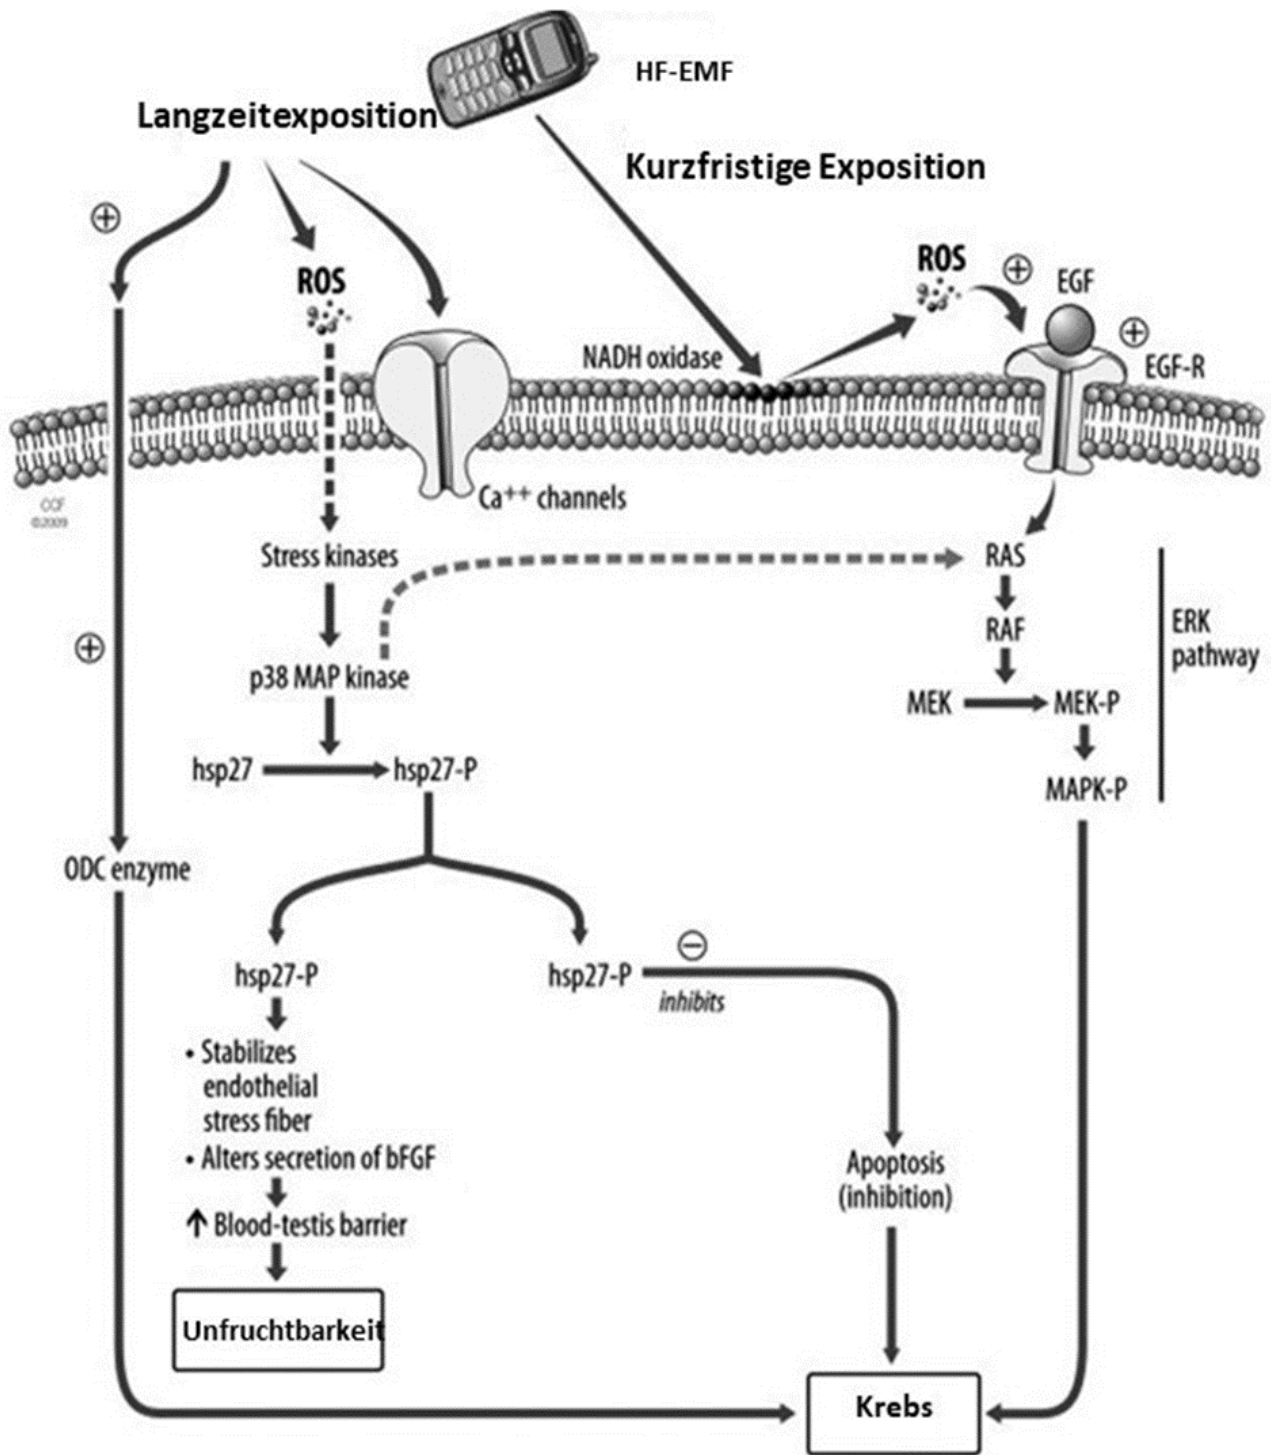 HF-EMF
Langzeitexposition
Kurzfristige Exposition
+
ROS
ROS
+
EGF
+
EGF-R
NADH oxidase
Ca++ channels
CCF
©2009
Stress kinases
RAS
RAF
ERK
pathway
+
p38 MAP kinase
MEK
MEK-P
hsp27
hsp27-P
MAPK-P
ODC enzyme
hsp27-P
hsp27-P
−
inhibits
• Stabilizes
endothelial
stress fiber
• Alters secretion of bFGF
↑ Blood-testis barrier
Apoptosis
(inhibition)
Unfruchtbarkeit
Krebs